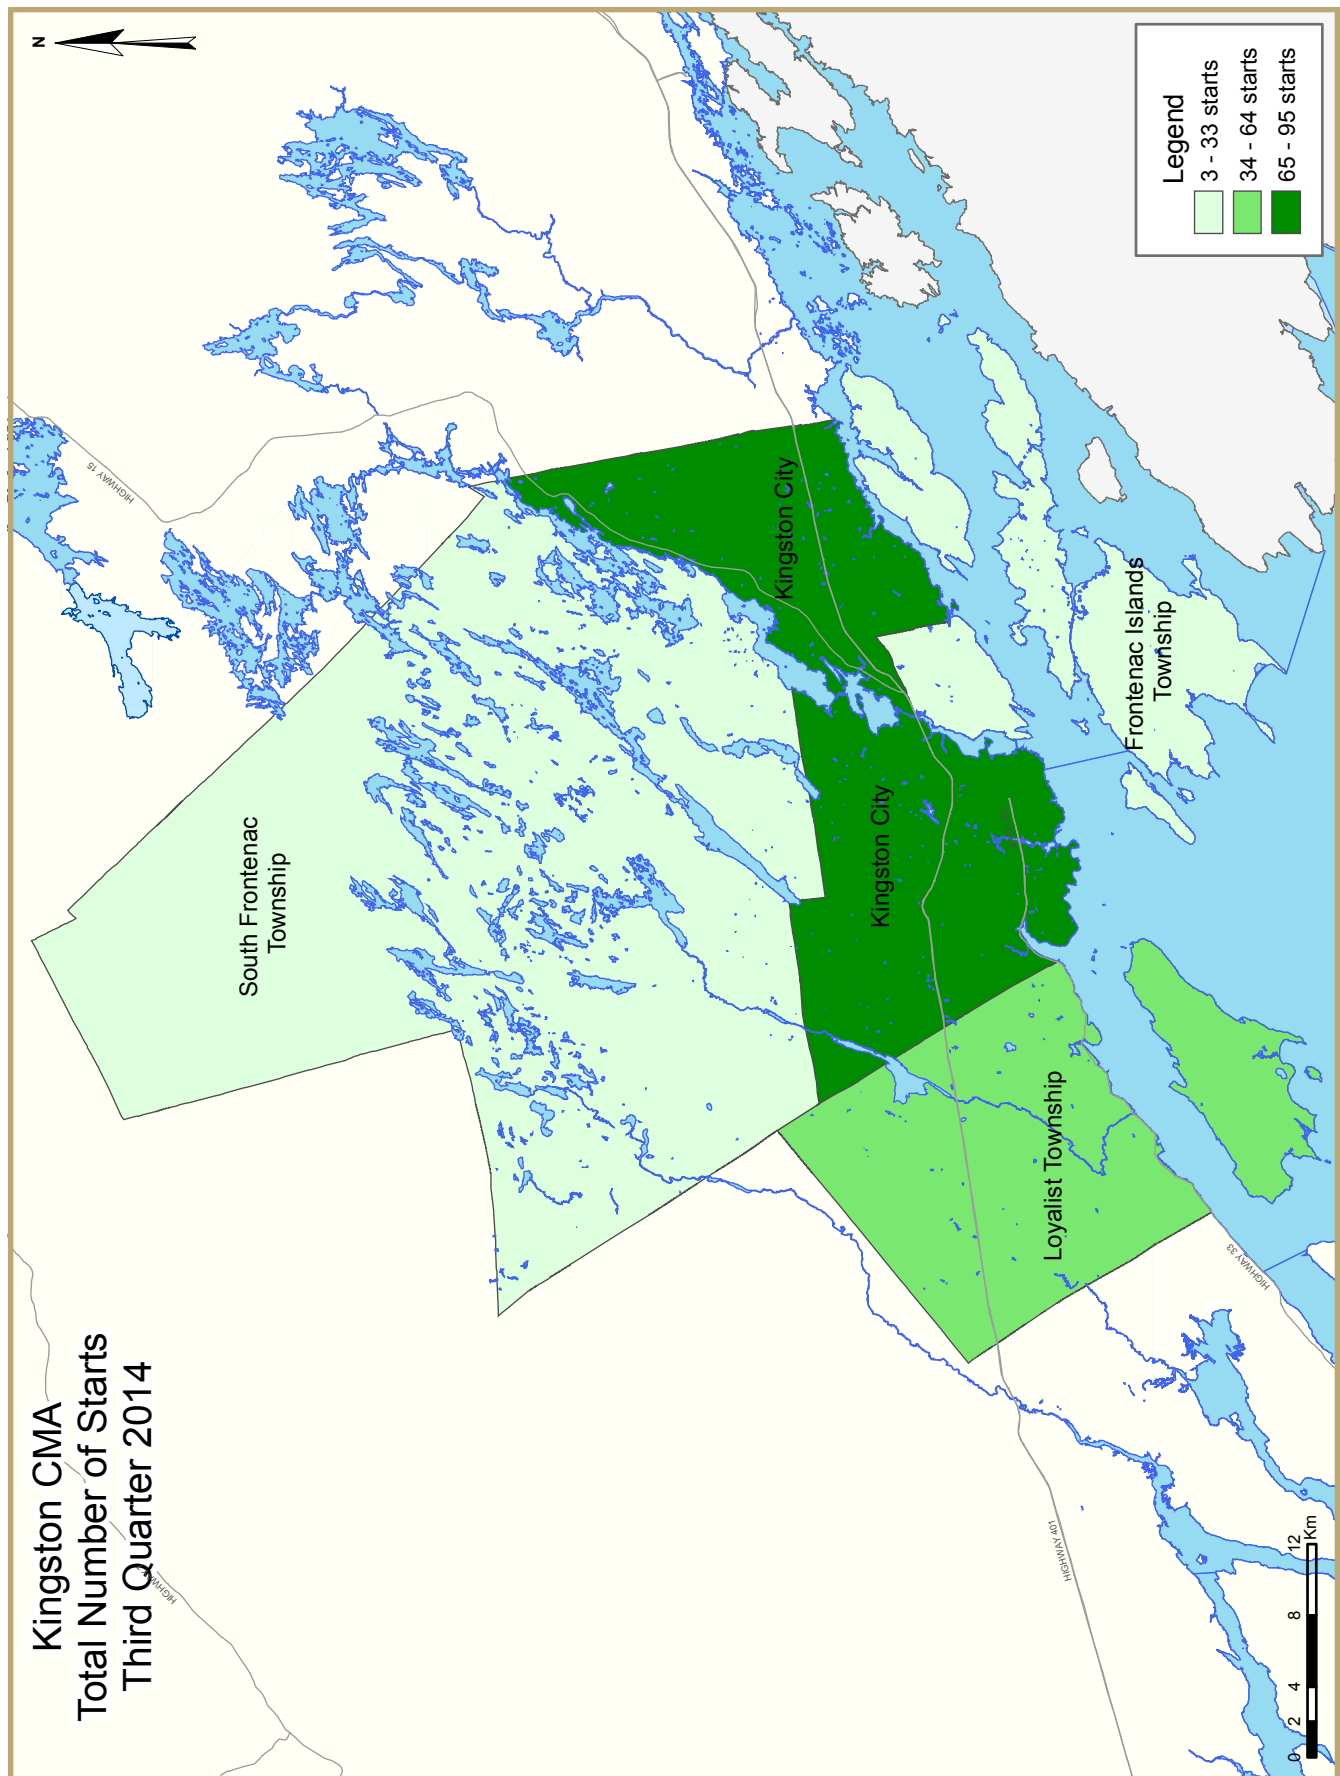 Kingston CMA
Total Number of Starts
Third Quarter 2014
N
HIGHWAY
HIGHWAY 15
South Frontenac
Township
Kingston City
Kingston City
Loyalist Township
Frontenac Islands
Township
HIGHWAY 401
HIGHWAY 33
Legend
3 - 33 starts
34 - 64 starts
65 - 95 starts
0 2 4 8 12
Km